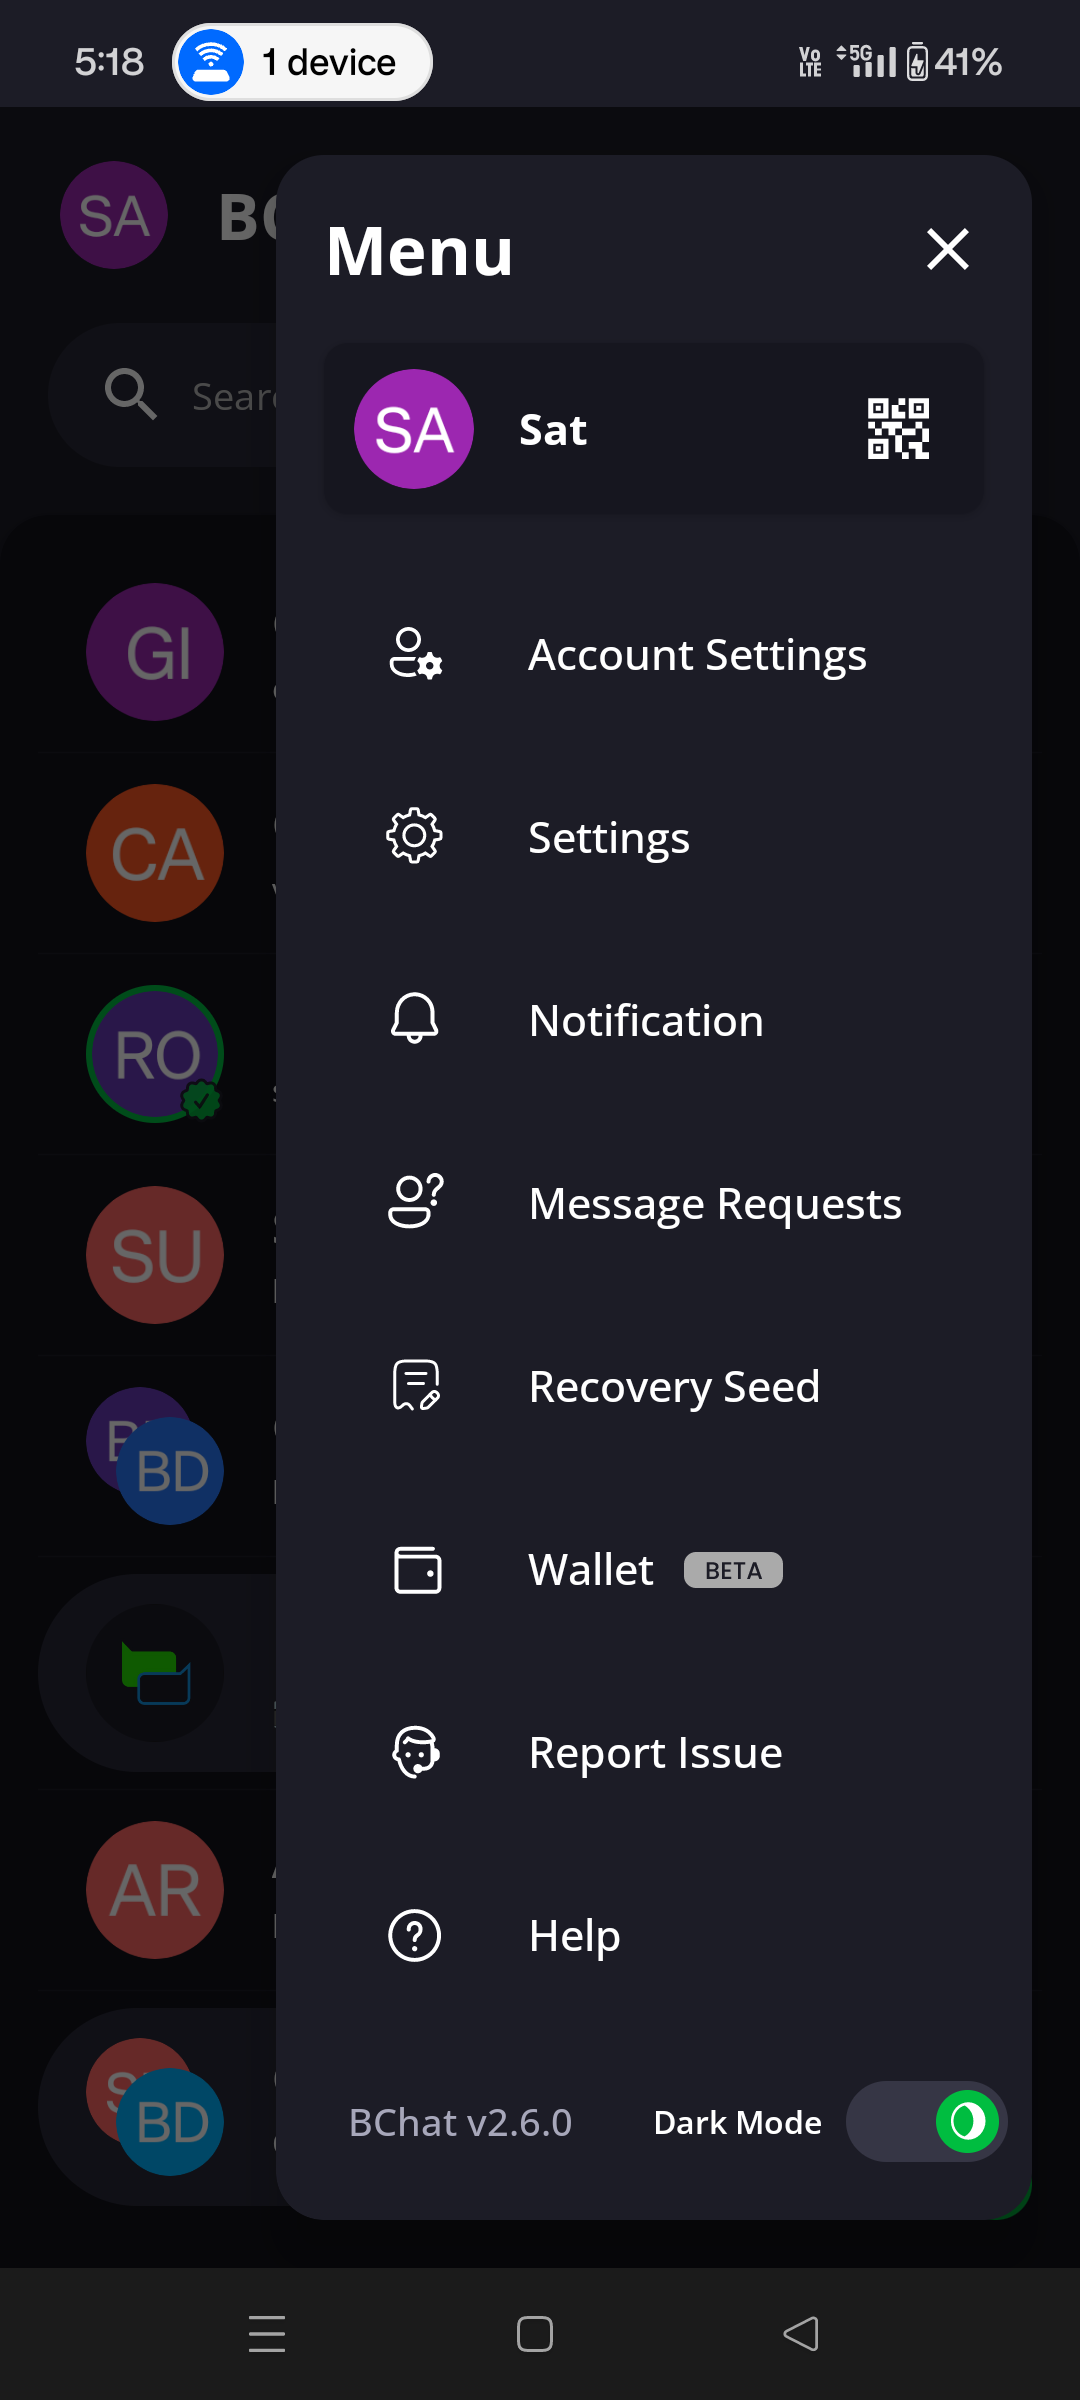 5:18 1 device Vo LTE 5G 41%
SA
Menu
SA Sat
GI
Account Settings
CA
Settings
RO
Notification
SU
Message Requests
BD
Recovery Seed
Wallet BETA
Report Issue
AR
Help
BD
BChat v2.6.0 Dark Mode